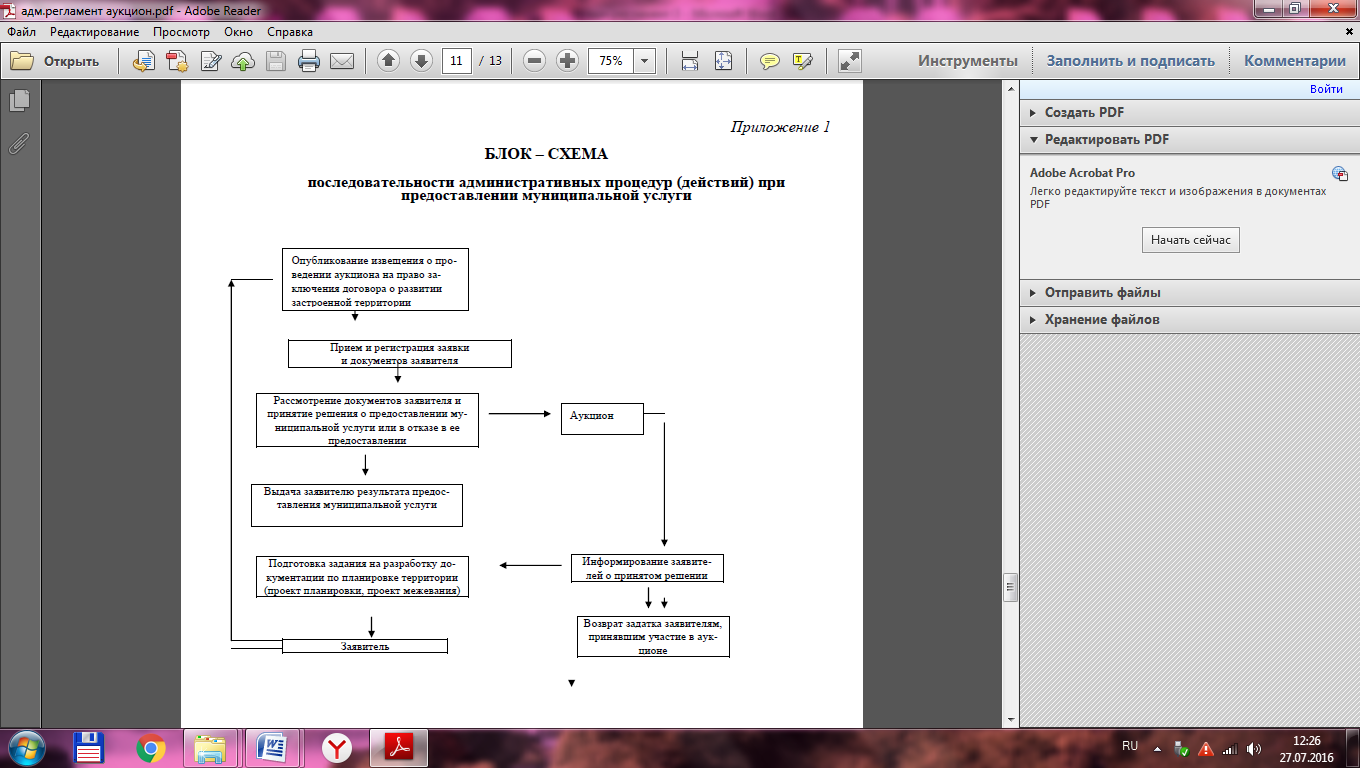 адм.регламент аукцион.pdf - Adobe Reader
Файл Редактирование Просмотр Окно Справка
Открыть 11 / 13 75% Инструменты Заполнить и подписать Комментарии
Войти
Создать PDF
Редактировать PDF
Adobe Acrobat Pro
Легко редактируйте текст и изображения в документах
PDF
Начать сейчас
Отправить файлы
Хранение файлов
Приложение 1
БЛОК – СХЕМА
последовательности административных процедур (действий) при
предоставлении муниципальной услуги
Опубликование извещения о про-
ведении аукциона на право за-
ключения договора о развитии
застроенной территории
Прием и регистрация заявки
и документов заявителя
Рассмотрение документов заявителя и
принятие решения о предоставлении му-
ниципальной услуги или в отказе в ее
предоставлении
Аукцион
Выдача заявителю результата предос-
тавления муниципальной услуги
Подготовка задания на разработку до-
кументации по планировке территории
(проект планировки, проект межевания)
Информирование заявите-
лей о принятом решении
Возврат задатка заявителям,
принявшим участие в аук-
ционе
Заявитель
RU
12:26
27.07.2016